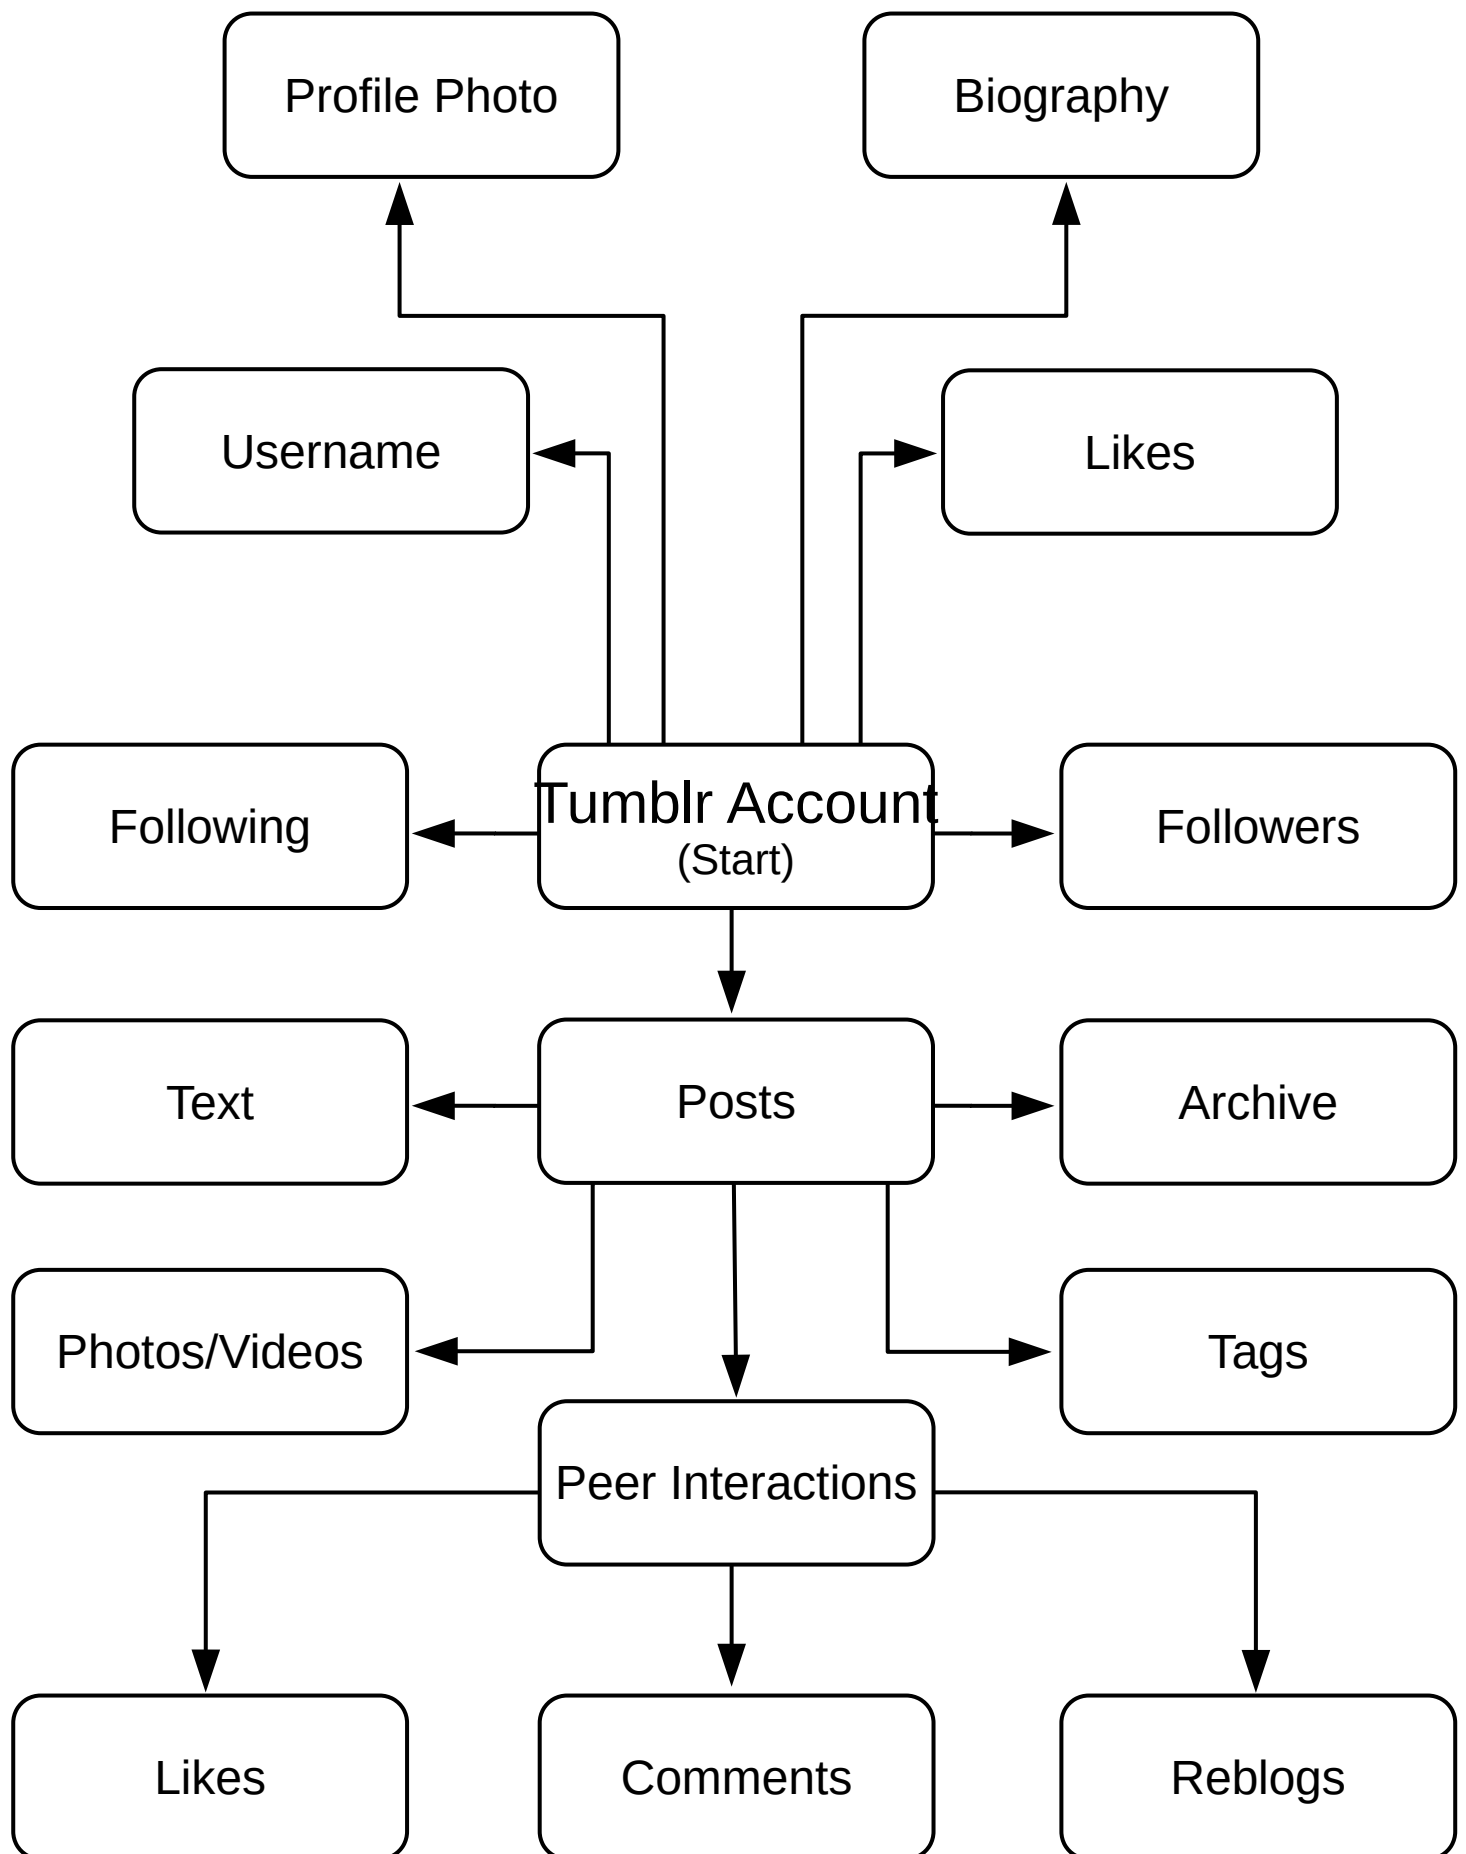 Profile Photo
Biography
Username
Likes
Following
Tumblr Account
(Start)
Followers
Text
Posts
Archive
Photos/Videos
Tags
Peer Interactions
Likes
Comments
Reblogs